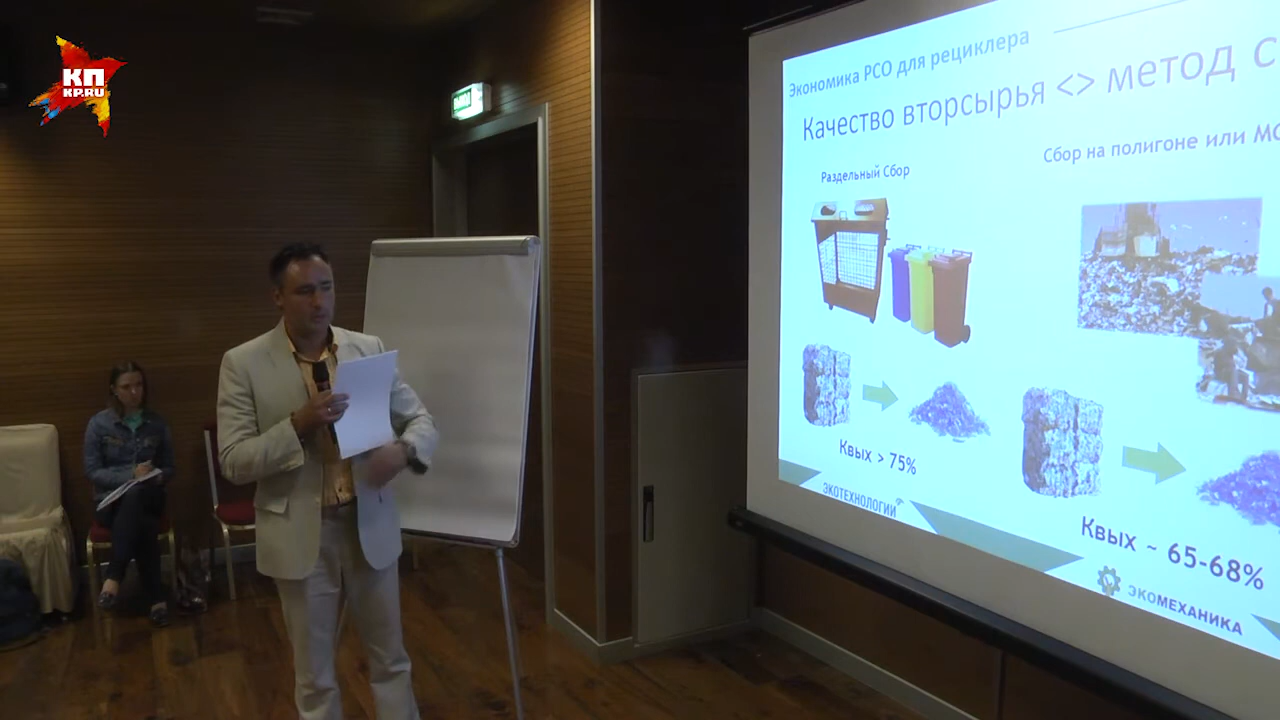 КП
KP.RU
Экономика РСО для рециклера
Качество вторсырья <> метод с
Раздельный Сбор
Сбор на полигоне или МС
Квых > 75%
Квых ~ 65-68%
ЭКОТЕХНОЛОГИИ
ЭКОМЕХАНИКА